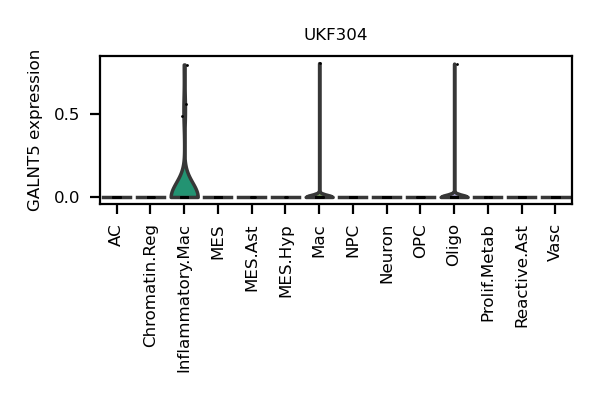 UKF304
GALNT5 expression
0.5
0.0
AC
Chromatin.Reg
Inflammatory.Mac
MES
MES.Ast
MES.Hyp
Mac
NPC
Neuron
OPC
Oligo
Prolif.Metab
Reactive.Ast
Vasc